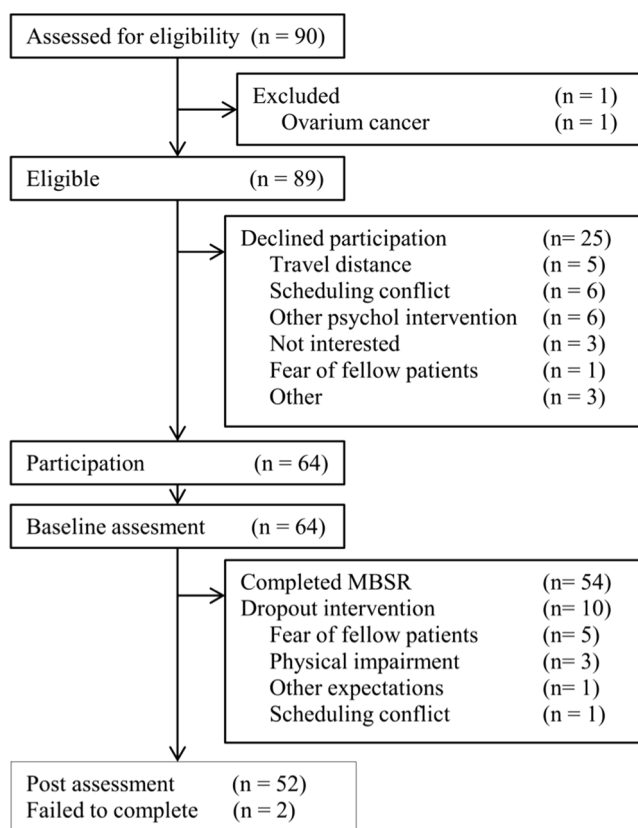 Assessed for eligibility (n = 90)
Excluded (n = 1)
Ovarium cancer (n = 1)
Eligible (n = 89)
Declined participation (n= 25)
Travel distance (n = 5)
Scheduling conflict (n = 6)
Other psychol intervention (n = 6)
Not interested (n = 3)
Fear of fellow patients (n = 1)
Other (n = 3)
Participation (n = 64)
Baseline assesment (n = 64)
Completed MBSR (n= 54)
Dropout intervention (n= 10)
Fear of fellow patients (n= 5)
Physical impairment (n= 3)
Other expectations (n= 1)
Scheduling conflict (n = 1)
Post assessment (n = 52)
Failed to complete (n = 2)